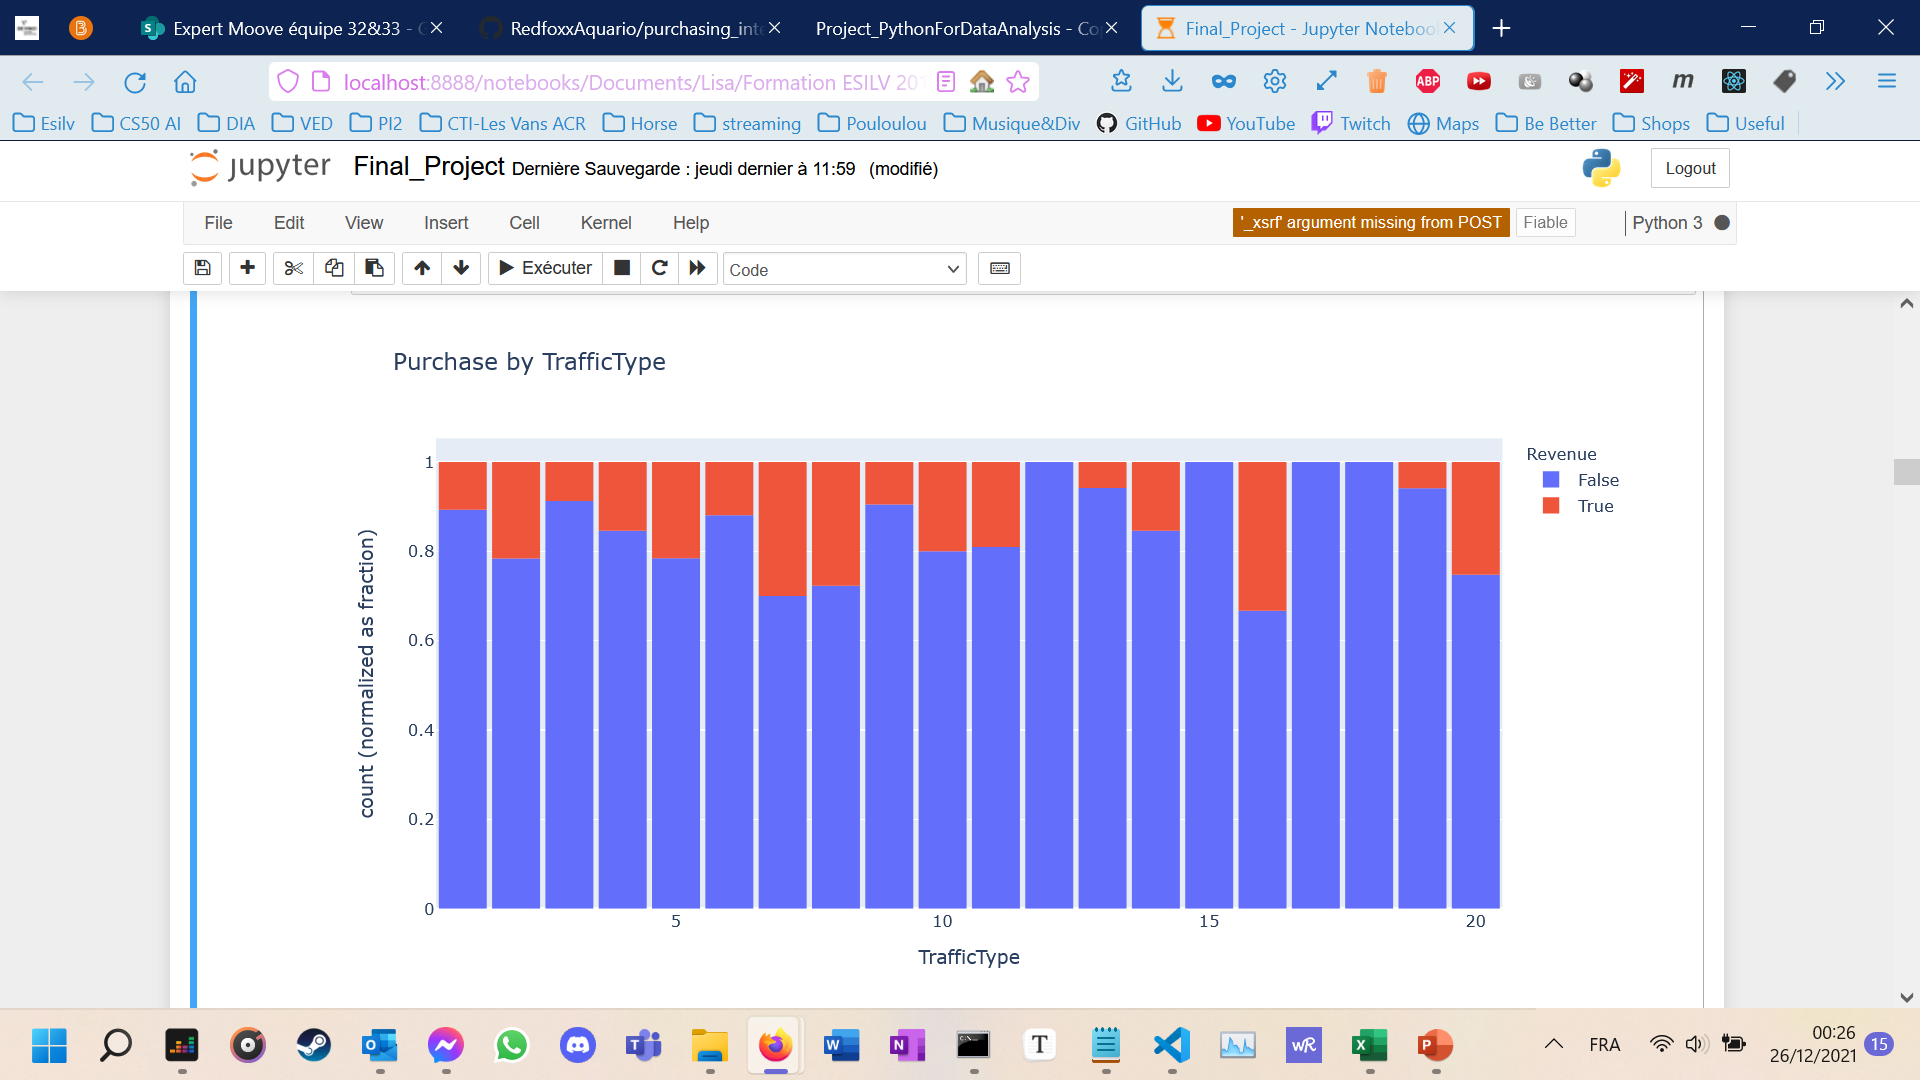 Expert Moove équipe 32&33 - 
RedfoxxAquario/purchasing_inte
Project_PythonForDataAnalysis - Co
Final_Project - Jupyter Notebook
localhost:8888/notebooks/Documents/Lisa/Formation ESILV 20
ABP
m
Esilv
CS50 AI
DIA
VED
PI2
CTI-Les Vans ACR
Horse
streaming
Pouloulou
Musique&Div
GitHub
YouTube
Twitch
Maps
Be Better
Shops
Useful
jupyter Final_Project Dernière Sauvegarde : jeudi dernier à 11:59 (modifié)
Logout
File Edit View Insert Cell Kernel Help
'_xsrf' argument missing from POST
Fiable
Python 3
Exécuter
Code
Purchase by TrafficType
Revenue
False
True
count (normalized as fraction)
1
0.8
0.6
0.4
0.2
0
5 10 15 20
TrafficType
T
wR
FRA
00:26
26/12/2021
15